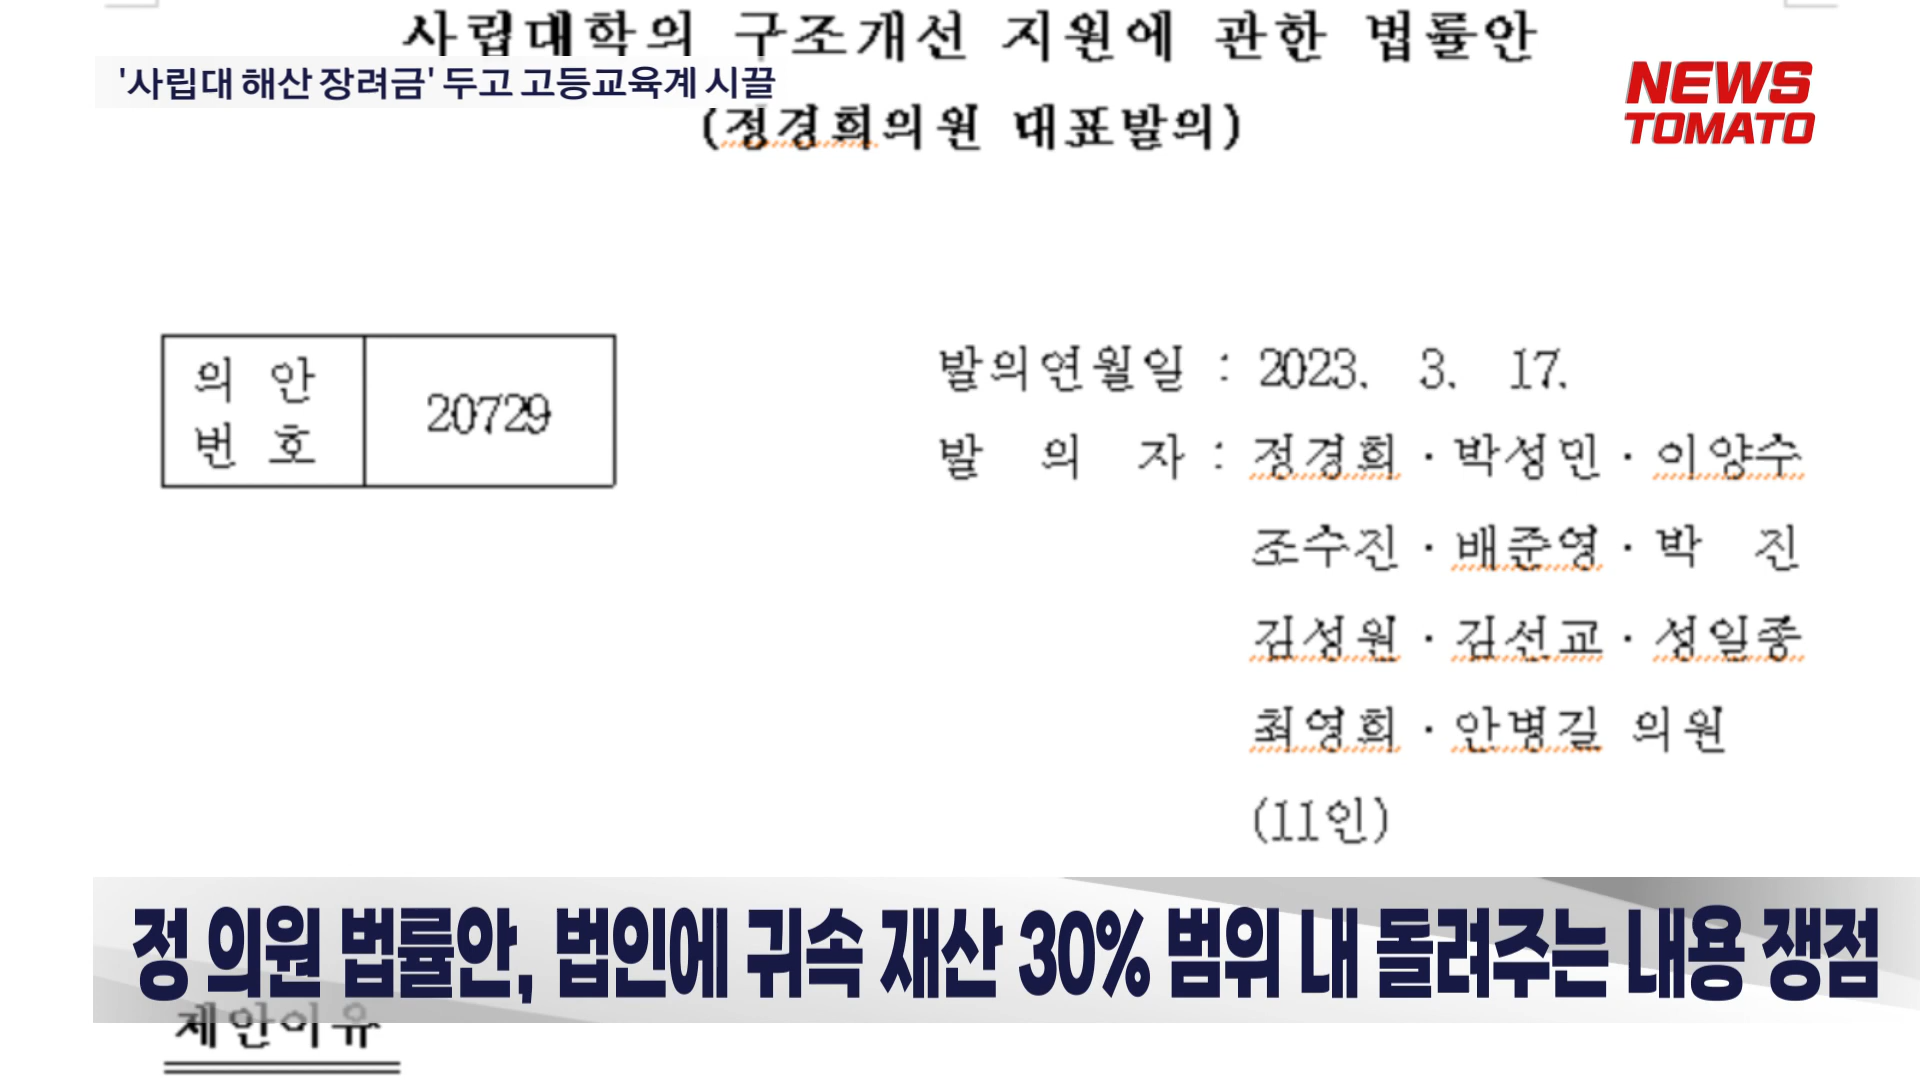 사립대학의 구조개선 지원에 관한 법률안
'사립대 해산 장려금' 두고 고등교육계 시끌
NEWS
TOMATO
(정경희의원 대표발의)
의 안
번 호
20729
발의연월일 : 2023. 3. 17.
발 의 자 : 정경희·박성민·이양수
조수진·배준영·박 진
김성원·김선교·성일종
최영희·안병길 의원
(11인)
정 의원 법률안, 법인에 귀속 재산 30% 범위 내 돌려주는 내용 쟁점
제안이유